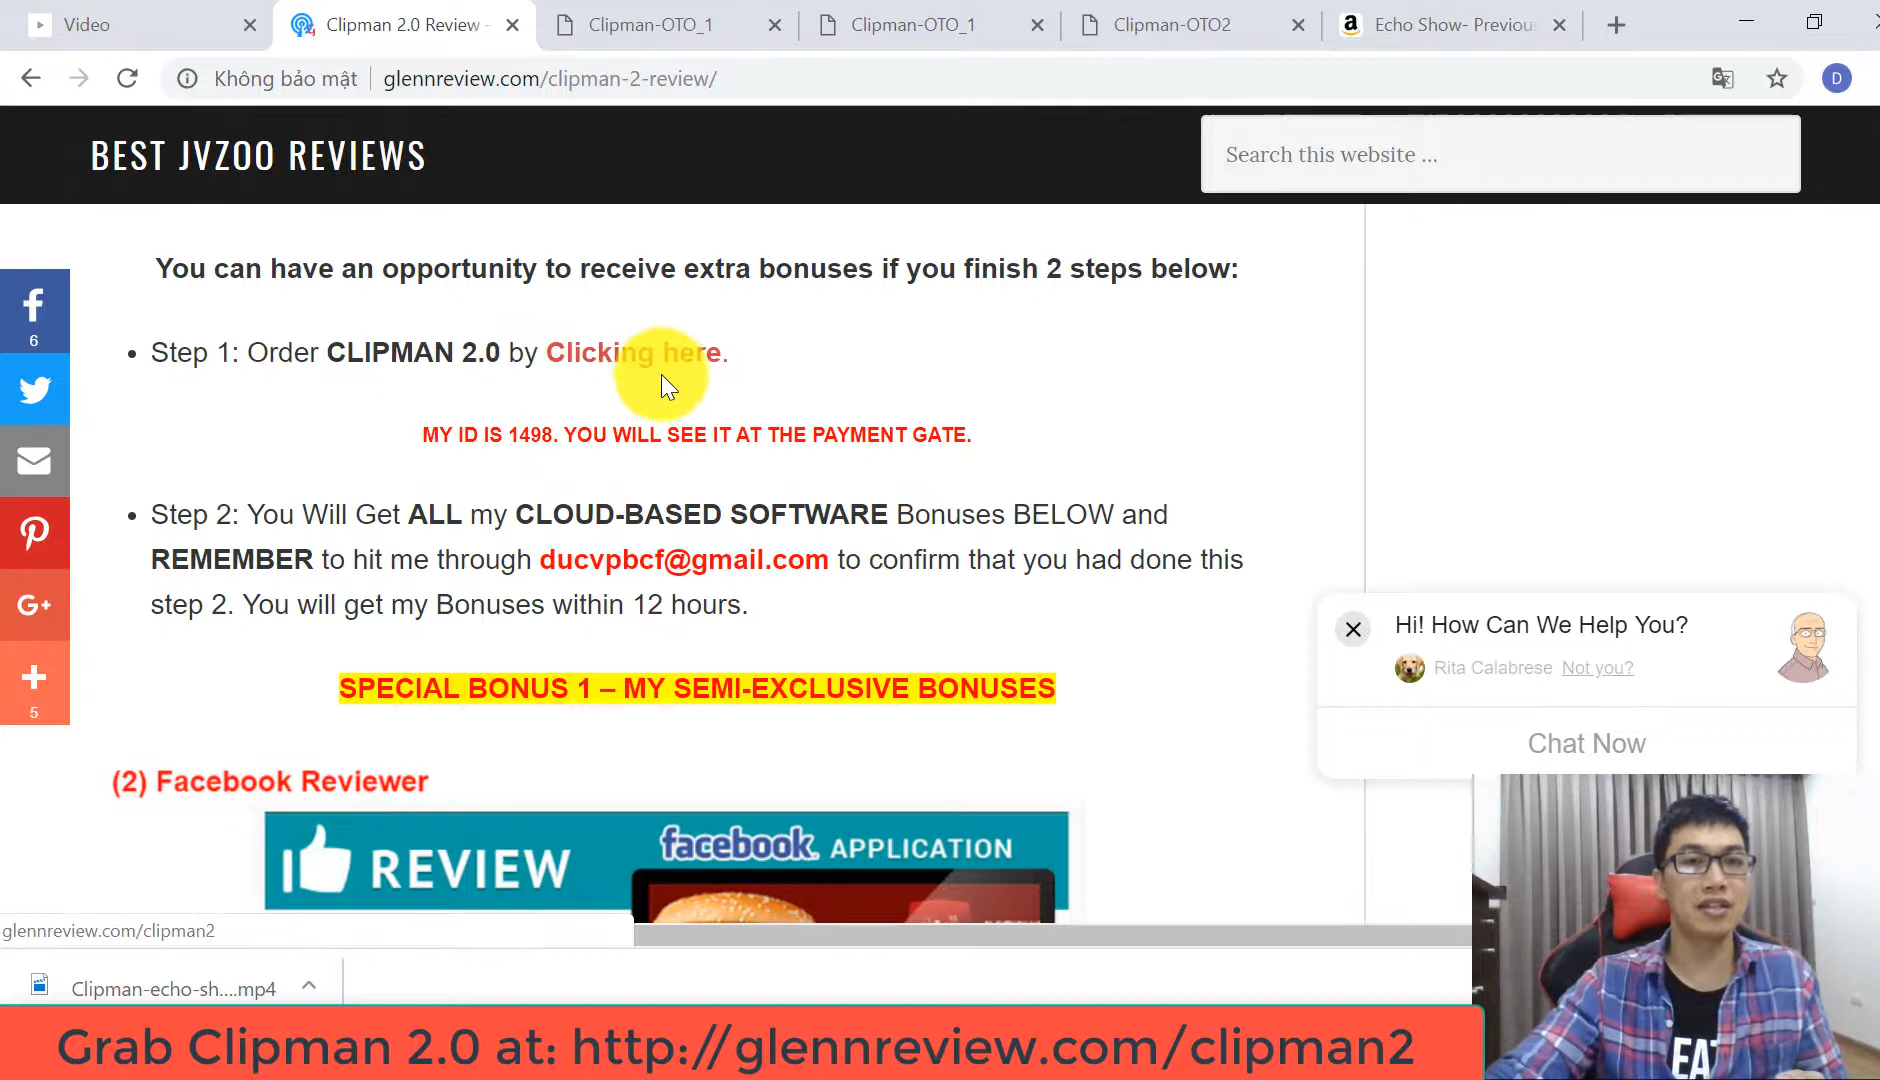 Video
Clipman 2.0 Review -
Clipman-OTO_1
Clipman-OTO_1
Clipman-OTO2
Echo Show- Previous
Không bảo mật
glennreview.com/clipman-2-review/
D
BEST JVZOO REVIEWS
Search this website ...
You can have an opportunity to receive extra bonuses if you finish 2 steps below:
6
Step 1: Order CLIPMAN 2.0 by Clicking here.
MY ID IS 1498. YOU WILL SEE IT AT THE PAYMENT GATE.
Step 2: You Will Get ALL my CLOUD-BASED SOFTWARE Bonuses BELOW and
REMEMBER to hit me through ducvpbcf@gmail.com to confirm that you had done this
step 2. You will get my Bonuses within 12 hours.
G+
5
Hi! How Can We Help You?
Rita Calabrese Not you?
Chat Now
SPECIAL BONUS 1 – MY SEMI-EXCLUSIVE BONUSES
(2) Facebook Reviewer
REVIEW
facebook. APPLICATION
glennreview.com/clipman2
Clipman-echo-sh....mp4
Grab Clipman 2.0 at: http://glennreview.com/clipman2
EAT